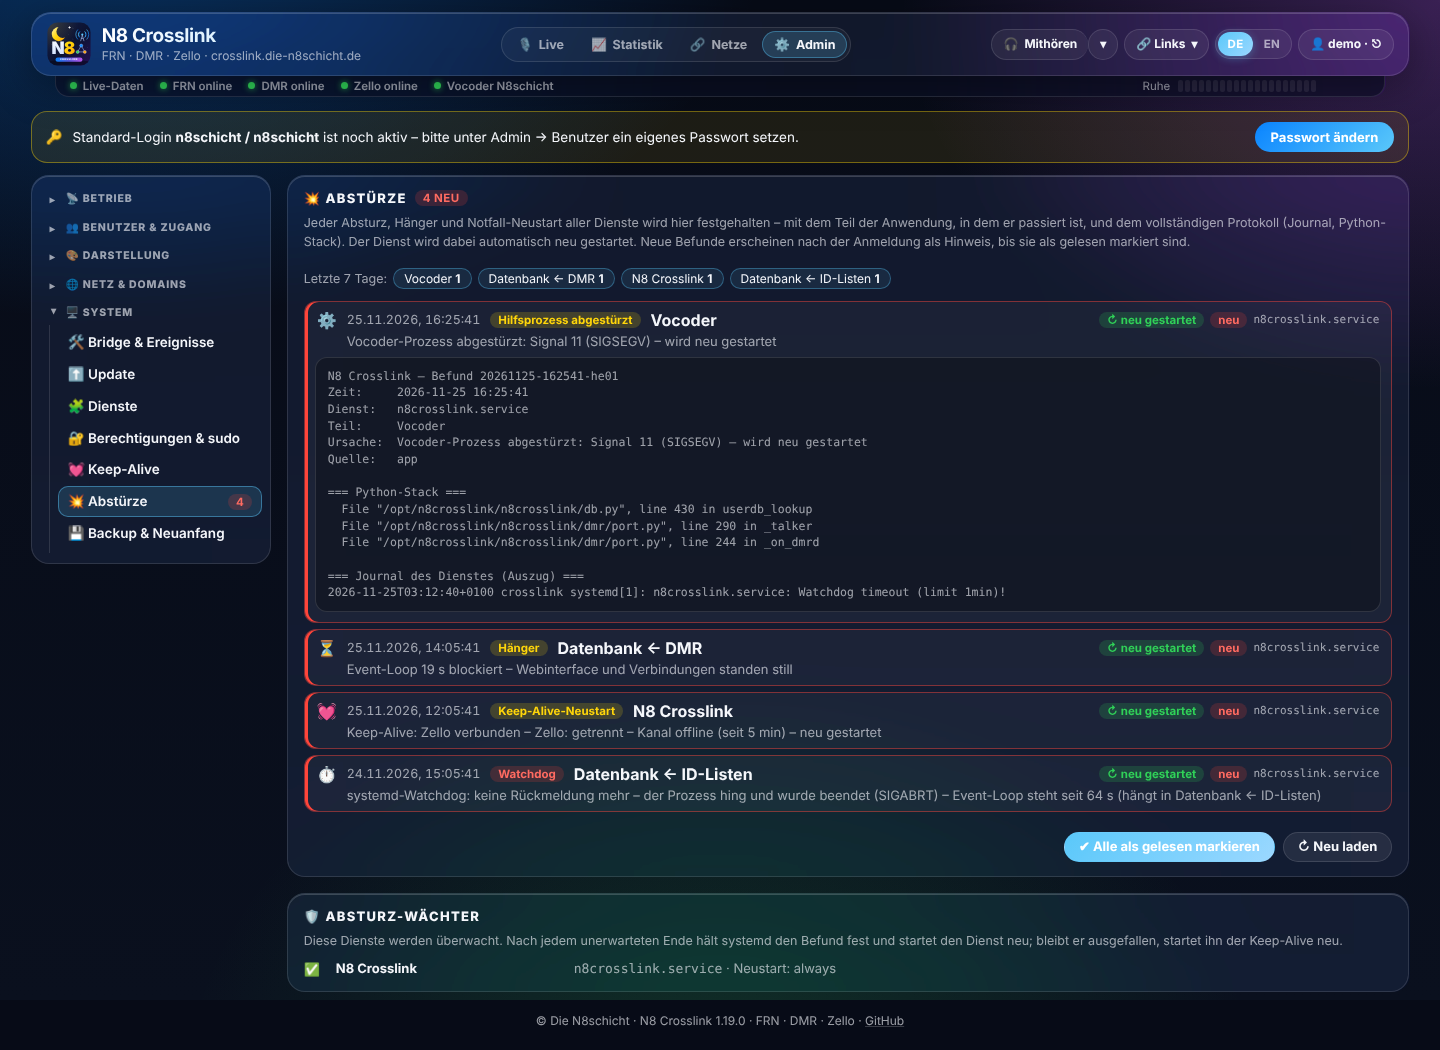 N8 Crosslink
FRN · DMR · Zello · crosslink.die-n8schicht.de
Live
Statistik
Netze
Admin
Mithören ▾
Links ▾
DE EN
demo · ⎋
Live-Daten
FRN online
DMR online
Zello online
Vocoder N8schicht
Ruhe
Standard-Login n8schicht / n8schicht ist noch aktiv – bitte unter Admin → Benutzer ein eigenes Passwort setzen.
Passwort ändern
BETRIEB
BENUTZER & ZUGANG
DARSTELLUNG
NETZ & DOMAINS
SYSTEM
Bridge & Ereignisse
Update
Dienste
Berechtigungen & sudo
Keep-Alive
Abstürze 4
Backup & Neuanfang
ABSTÜRZE 4 NEU
Jeder Absturz, Hänger und Notfall-Neustart aller Dienste wird hier festgehalten – mit dem Teil der Anwendung, in dem er passiert ist, und dem vollständigen Protokoll (Journal, Python-
Stack). Der Dienst wird dabei automatisch neu gestartet. Neue Befunde erscheinen nach der Anmeldung als Hinweis, bis sie als gelesen markiert sind.
Letzte 7 Tage: Vocoder 1 Datenbank ← DMR 1 N8 Crosslink 1 Datenbank ← ID-Listen 1
25.11.2026, 16:25:41 Hilfsprozess abgestürzt Vocoder ↻ neu gestartet neu n8crosslink.service
Vocoder-Prozess abgestürzt: Signal 11 (SIGSEGV) – wird neu gestartet
N8 Crosslink – Befund 20261125-162541-he01
Zeit: 2026-11-25 16:25:41
Dienst: n8crosslink.service
Teil: Vocoder
Ursache: Vocoder-Prozess abgestürzt: Signal 11 (SIGSEGV) – wird neu gestartet
Quelle: app
=== Python-Stack ===
File "/opt/n8crosslink/n8crosslink/db.py", line 430 in userdb_lookup
File "/opt/n8crosslink/n8crosslink/dmr/port.py", line 290 in _talker
File "/opt/n8crosslink/n8crosslink/dmr/port.py", line 244 in _on_dmrd
=== Journal des Dienstes (Auszug) ===
2026-11-25T03:12:40+0100 crosslink systemd[1]: n8crosslink.service: Watchdog timeout (limit 1min)!
25.11.2026, 14:05:41 Hänger Datenbank ← DMR ↻ neu gestartet neu n8crosslink.service
Event-Loop 19 s blockiert – Webinterface und Verbindungen standen still
25.11.2026, 12:05:41 Keep-Alive-Neustart N8 Crosslink ↻ neu gestartet neu n8crosslink.service
Keep-Alive: Zello verbunden – Zello: getrennt – Kanal offline (seit 5 min) – neu gestartet
24.11.2026, 15:05:41 Watchdog Datenbank ← ID-Listen ↻ neu gestartet neu n8crosslink.service
systemd-Watchdog: keine Rückmeldung mehr – der Prozess hing und wurde beendet (SIGABRT) – Event-Loop steht seit 64 s (hängt in Datenbank ← ID-Listen)
✔ Alle als gelesen markieren
↻ Neu laden
ABSTURZ-WÄCHTER
Diese Dienste werden überwacht. Nach jedem unerwarteten Ende hält systemd den Befund fest und startet den Dienst neu; bleibt er ausgefallen, startet ihn der Keep-Alive neu.
N8 Crosslink n8crosslink.service · Neustart: always
© Die N8schicht · N8 Crosslink 1.19.0 · FRN · DMR · Zello · GitHub